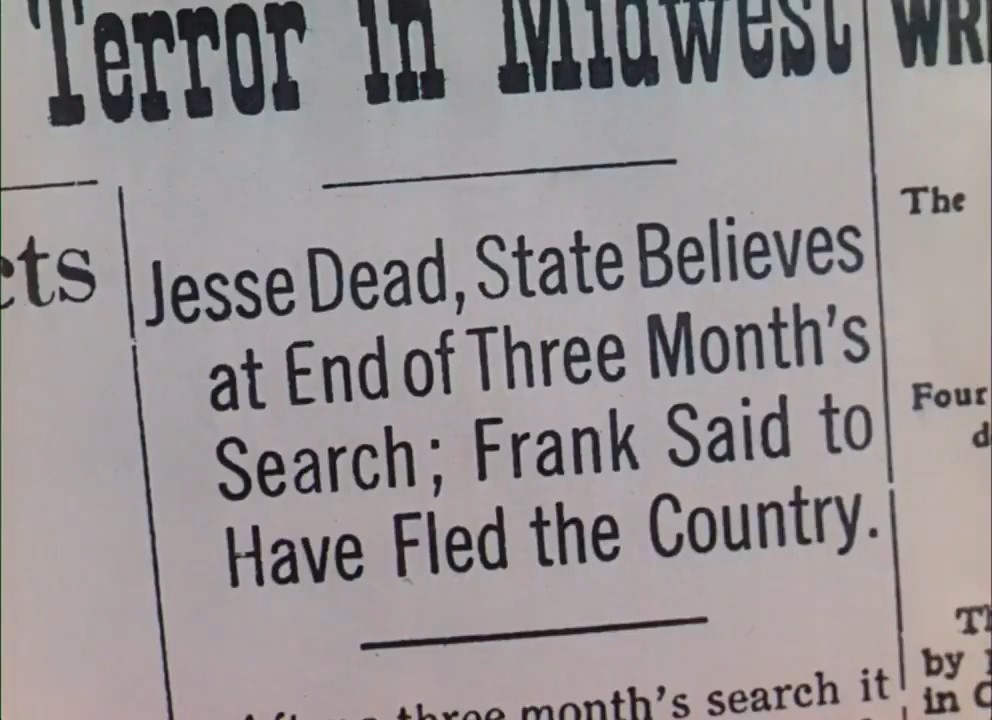 Terror in Midwest
Jesse Dead, State Believes
at End of Three Month's
Search; Frank Said to
Have Fled the Country.
three month's search it
The
Four
by
in